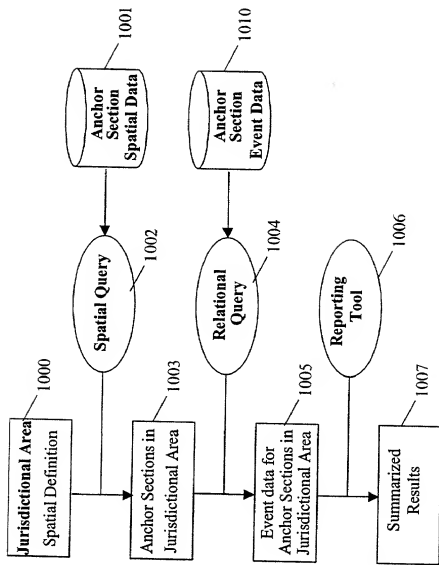 1001
Anchor
Section
Spatial Data
1010
Anchor
Section
Event Data
1002
Spatial Query
1004
Relational
Query
1006
Reporting
Tool
1000
Jurisdictional Area
Spatial Definition
1003
Anchor Sections in
Jurisdictional Area
1005
Event data for
Anchor Sections in
Jurisdictional Area
1007
Summarized
Results